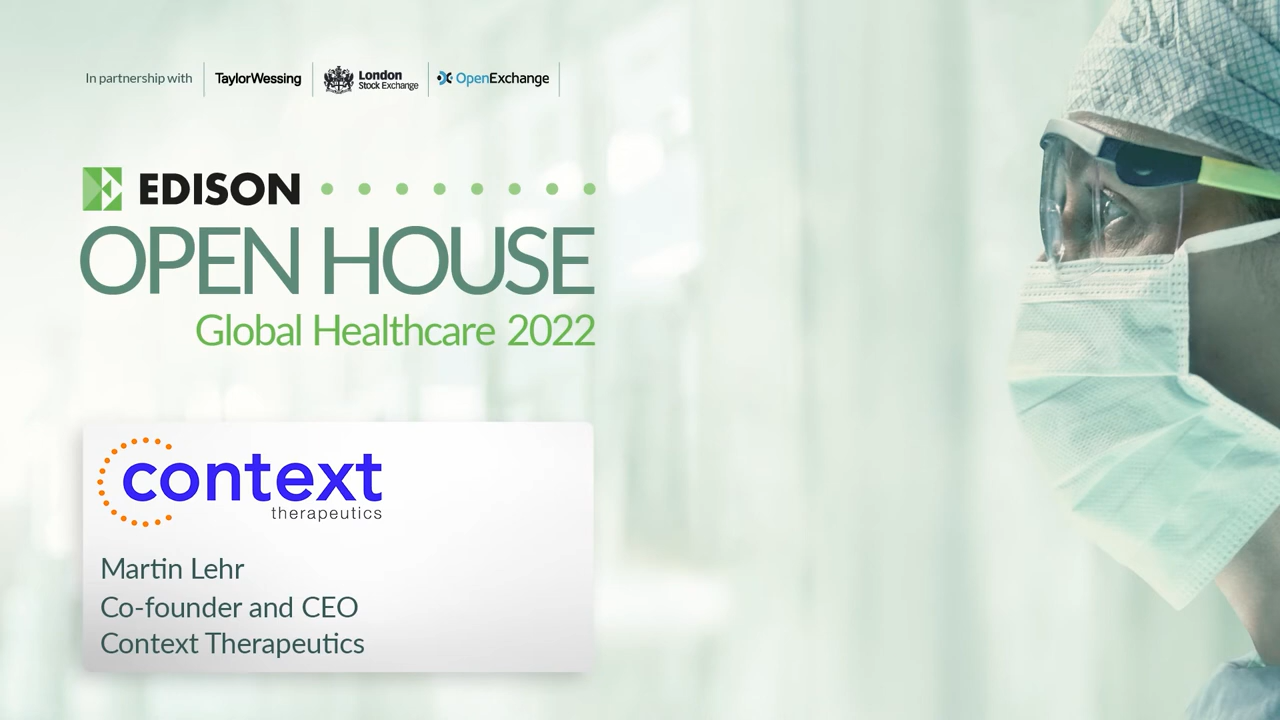 In partnership with
TaylorWessing
London
Stock Exchange
OpenExchange
EDISON
OPEN HOUSE
Global Healthcare 2022
context
therapeutics
Martin Lehr
Co-founder and CEO
Context Therapeutics